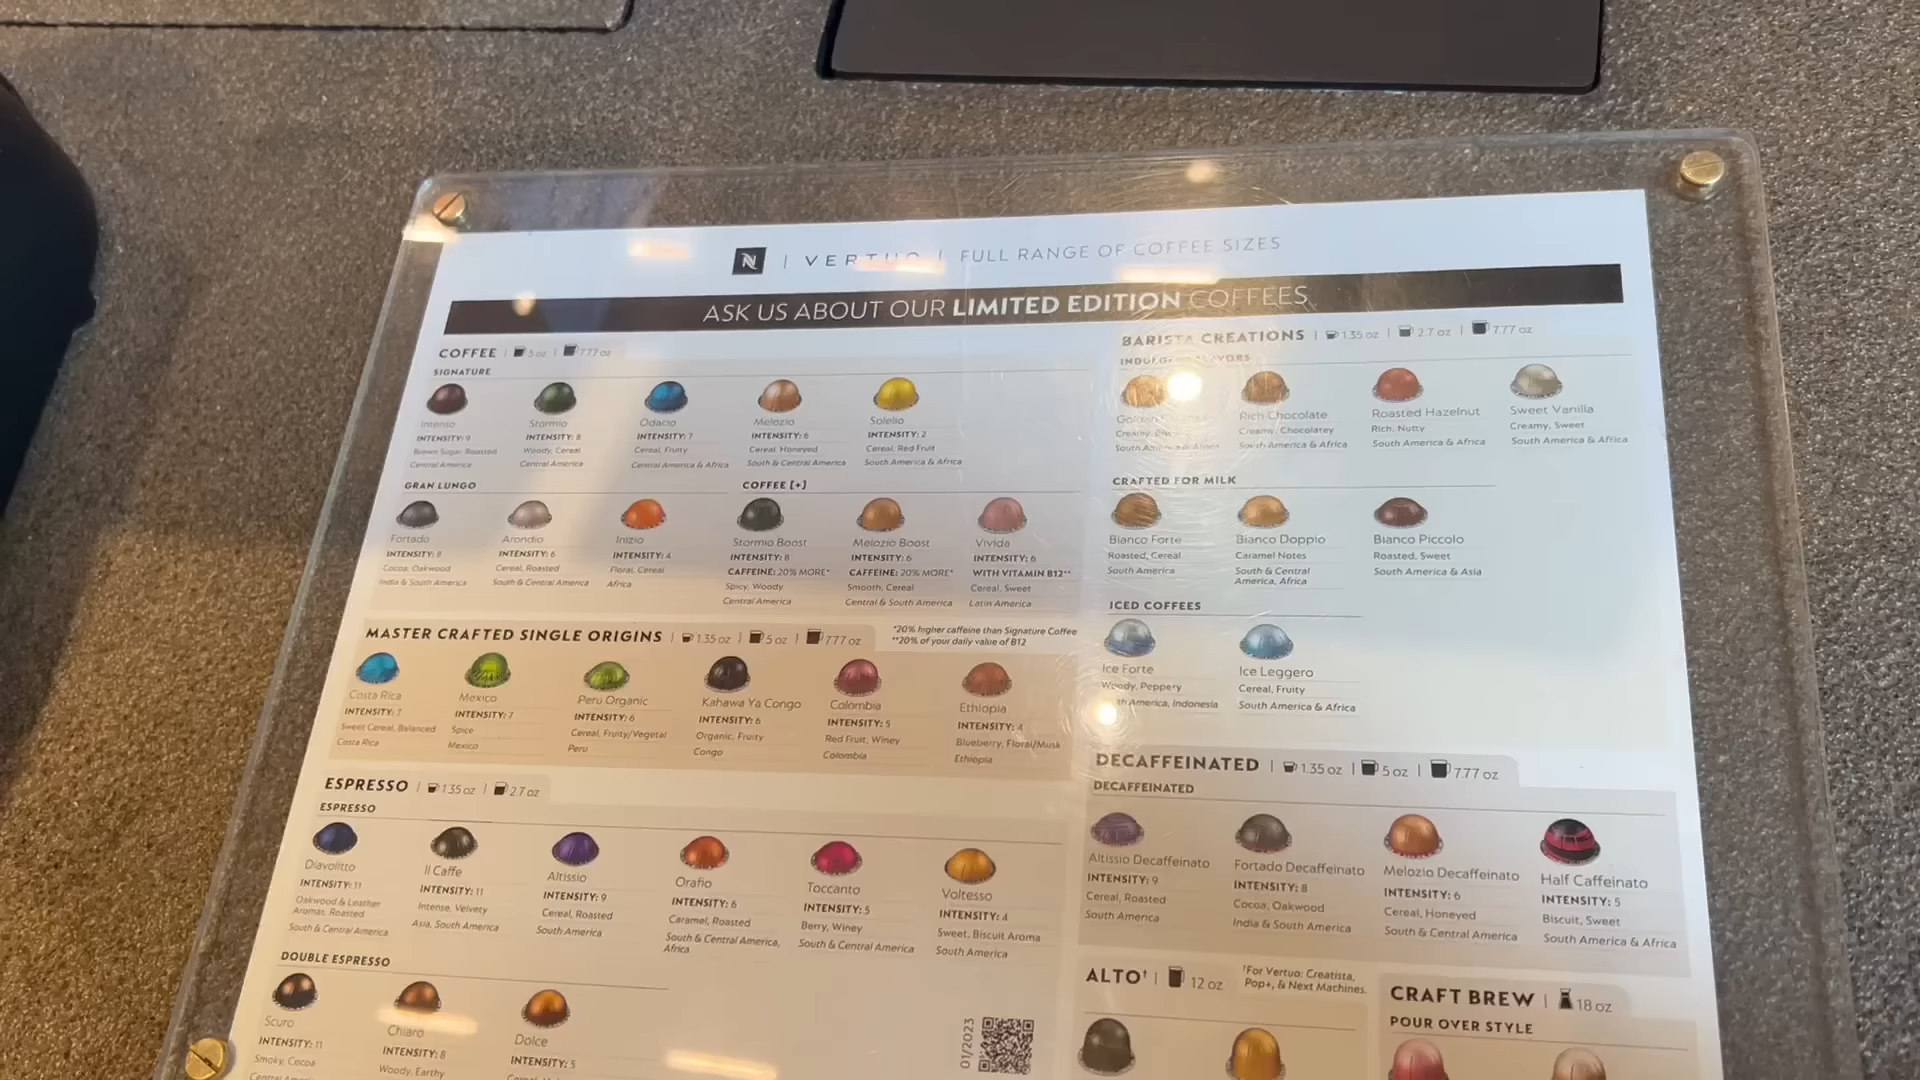 N | VERTUO | FULL RANGE OF COFFEE SIZES
ASK US ABOUT OUR LIMITED EDITION COFFEES
COFFEE | 5 oz | 7.77 oz
SIGNATURE
Intenso
INTENSITY: 9
Brown Sugar, Roasted
Central America
Stormio
INTENSITY: 8
Woody, Cereal
Central America
Odacio
INTENSITY: 7
Cereal, Fruity
Central America & Africa
Melozio
INTENSITY: 6
Cereal, Honeyed
South & Central America
Solelio
INTENSITY: 2
Cereal, Red Fruit
South America & Africa
GRAN LUNGO
Fortado
INTENSITY: 8
Cocoa, Oakwood
India & South America
Arondio
INTENSITY: 6
Cereal, Roasted
South & Central America
Inizio
INTENSITY: 4
Floral, Cereal
Africa
COFFEE [+]
Stormio Boost
INTENSITY: 8
CAFFEINE: 20% MORE*
Spicy, Woody
Central America
Melozio Boost
INTENSITY: 6
CAFFEINE: 20% MORE*
Smooth, Cereal
Central & South America
Vivida
INTENSITY: 6
WITH VITAMIN B12**
Cereal, Sweet
Latin America
*20% higher caffeine than Signature Coffee
**20% of your daily value of B12
MASTER CRAFTED SINGLE ORIGINS | 1.35 oz | 5 oz | 7.77 oz
Costa Rica
INTENSITY: 7
Sweet Cereal, Balanced
Costa Rica
Mexico
INTENSITY: 7
Spice
Mexico
Peru Organic
INTENSITY: 6
Cereal, Fruity/Vegetal
Peru
Kahawa Ya Congo
INTENSITY: 6
Organic, Fruity
Congo
Colombia
INTENSITY: 5
Red Fruit, Winey
Colombia
Ethiopia
INTENSITY: 4
Blueberry, Floral/Musk
Ethiopia
ESPRESSO | 1.35 oz | 2.7 oz
ESPRESSO
Diavolitto
INTENSITY: 11
Oakwood & Leather
Aromas, Roasted
South & Central America
Il Caffe
INTENSITY: 11
Intense, Velvety
Asia, South America
Altissio
INTENSITY: 9
Cereal, Roasted
South America
Orafio
INTENSITY: 6
Caramel, Roasted
South & Central America,
Africa
Toccanto
INTENSITY: 5
Berry, Winey
South & Central America
Voltesso
INTENSITY: 4
Sweet, Biscuit Aroma
South America
DOUBLE ESPRESSO
Scuro
INTENSITY: 11
Smoky, Cocoa
Central
Chiaro
INTENSITY: 8
Woody, Earthy
Dolce
INTENSITY: 5
01/2023
BARISTA CREATIONS | 1.35 oz | 2.7 oz | 7.77 oz
Golden
Creamy,
South America & Africa
Rich Chocolate
Creamy, Chocolatey
South America & Africa
Roasted Hazelnut
Rich, Nutty
South America & Africa
Sweet Vanilla
Creamy, Sweet
South America & Africa
CRAFTED FOR MILK
Bianco Forte
Roasted, Cereal
South America
Bianco Doppio
Caramel Notes
South & Central
America, Africa
Bianco Piccolo
Roasted, Sweet
South America & Asia
ICED COFFEES
Ice Forte
Woody, Peppery
America, Indonesia
Ice Leggero
Cereal, Fruity
South America & Africa
DECAFFEINATED | 1.35 oz | 5 oz | 7.77 oz
DECAFFEINATED
Altissio Decaffeinato
INTENSITY: 9
Cereal, Roasted
South America
Fortado Decaffeinato
INTENSITY: 8
Cocoa, Oakwood
India & South America
Melozio Decaffeinato
INTENSITY: 6
Cereal, Honeyed
South & Central America
Half Caffeinato
INTENSITY: 5
Biscuit, Sweet
South America & Africa
ALTO† | 12 oz
†For Vertuo: Creatista,
Pop+, & Next Machines.
CRAFT BREW | 18 oz
POUR OVER STYLE